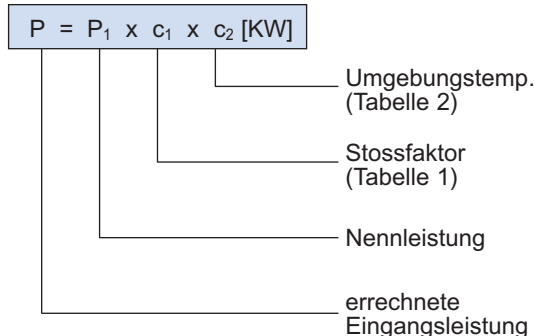 P = P₁ x c₁ x c₂ [KW]
Umgebungstemp.
(Tabelle 2)
Stossfaktor
(Tabelle 1)
Nennleistung
errechnete
Eingangsleistung